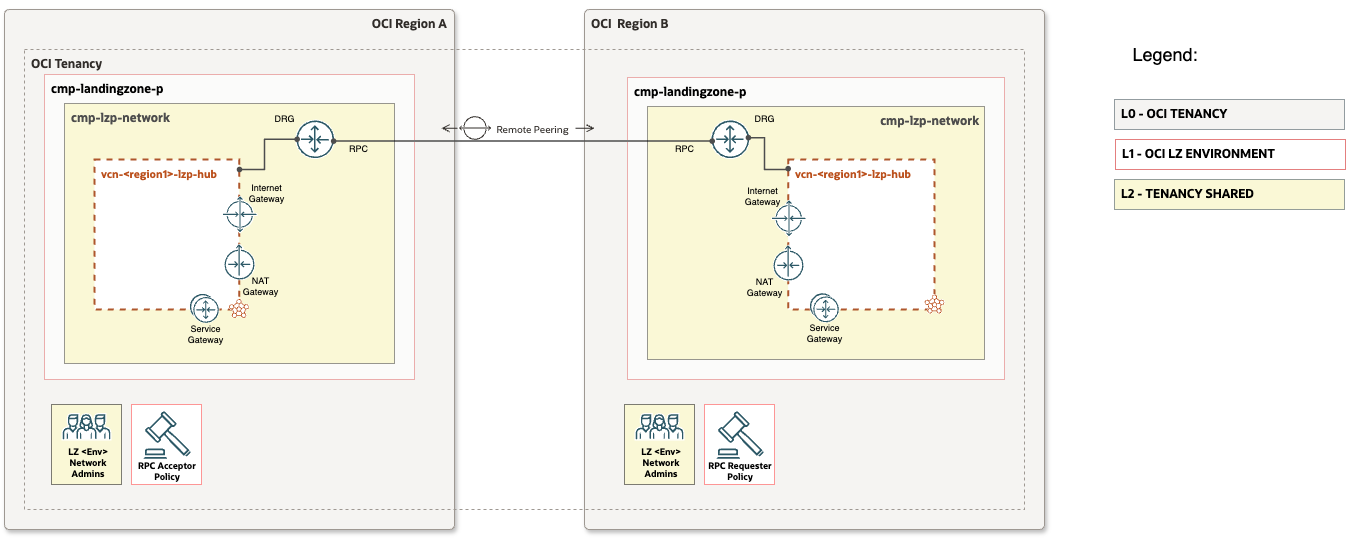 OCI Region A
OCI Tenancy
cmp-landingzone-p
cmp-lzp-network
DRG
RPC
vcn-<region1>-lzp-hub
Internet
Gateway
NAT
Gateway
Service
Gateway
LZ <Env>
Network
Admins
RPC Acceptor
Policy
Remote Peering
OCI Region B
cmp-landingzone-p
cmp-lzp-network
DRG
RPC
vcn-<region1>-lzp-hub
Internet
Gateway
NAT
Gateway
Service
Gateway
LZ <Env>
Network
Admins
RPC Requester
Policy
Legend:
L0 - OCI TENANCY
L1 - OCI LZ ENVIRONMENT
L2 - TENANCY SHARED